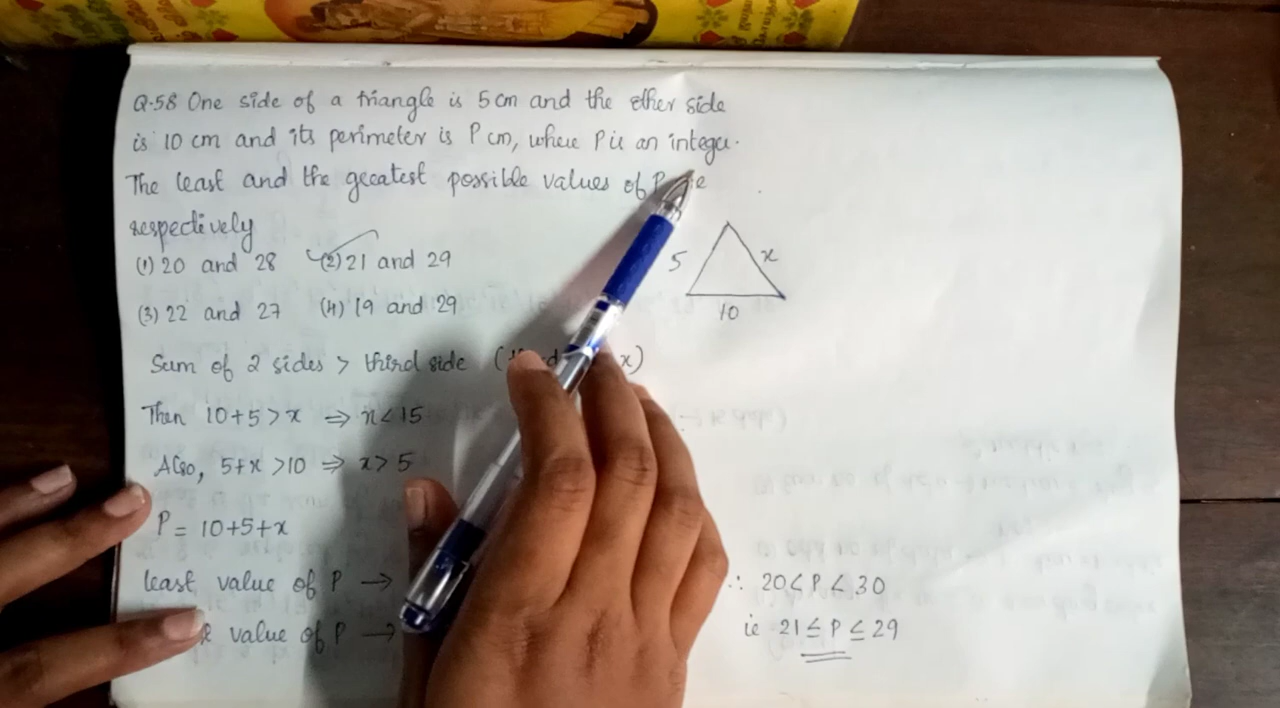 Q.58 One side of a triangle is 5 cm and the other side
is 10 cm and its perimeter is P cm, where P is an integer.
The least and the greatest possible values of P
respectively
(1) 20 and 28 (2) 21 and 29
(3) 22 and 27 (4) 19 and 29
5 x
10
Sum of 2 sides > third side ( x)
Then 10+5 > x ⇒ x < 15
Also, 5+x > 10 ⇒ x > 5
P = 10+5+x
least value of P →
value of P →
∴ 20 < P < 30
ie 21 ≤ P ≤ 29